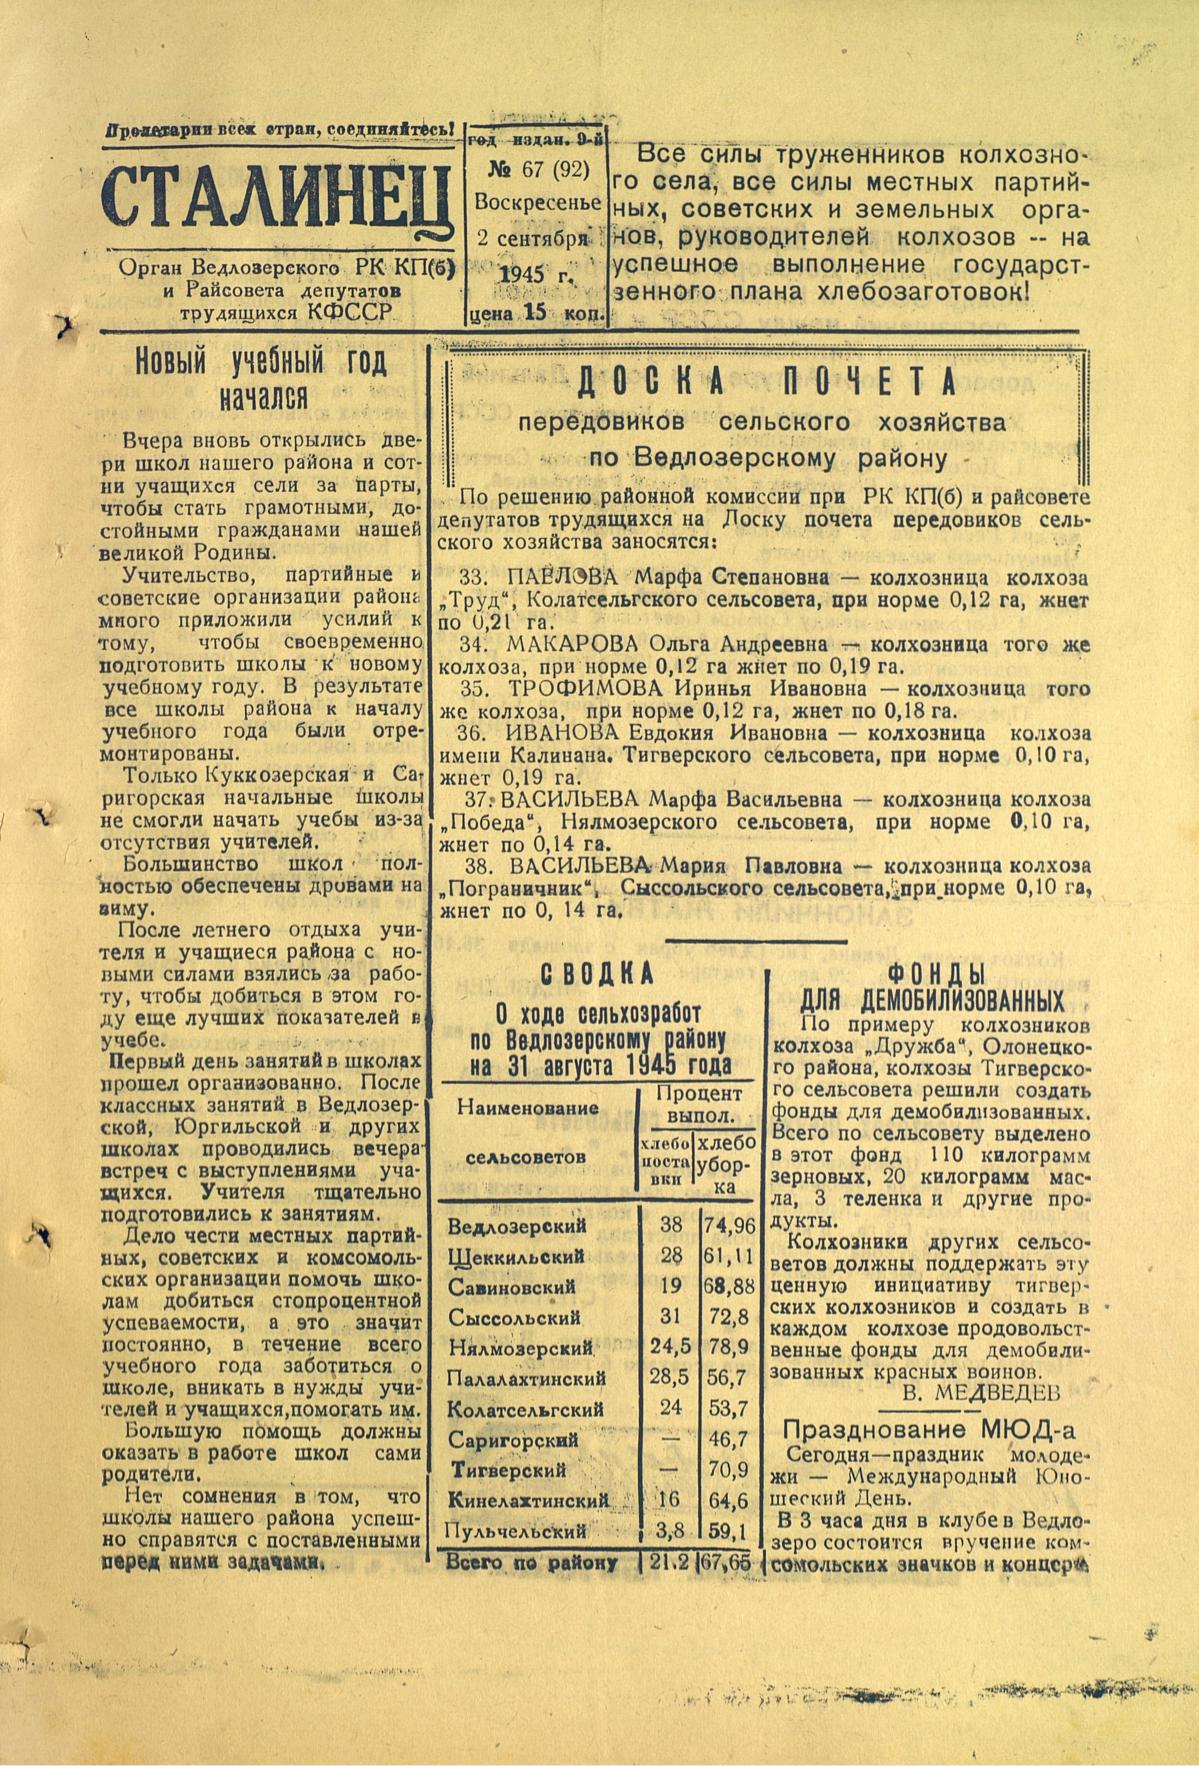 Пролетарии всех стран, соединяйтесь!
СТАЛИНЕЦ
Орган Ведлозерского РК КП(б)
и Райсовета депутатов
трудящихся КФССР
год издан. 9-й
№ 67 (92)
Воскресенье
2 сентября
1945 г.
цена 15 коп.
Все силы труженников колхозно-
го села, все силы местных партий-
ных, советских и земельных орга-
нов, руководителей колхозов -- на
успешное выполнение государст-
зенного плана хлебозаготовок!
Новый учебный год
начался
Вчера вновь открылись две-
ри школ нашего района и сот-
ни учащихся сели за парты,
чтобы стать грамотными, до-
стойными гражданами нашей
великой Родины.
Учительство, партийные и
советские организации района
много приложили усилий к
тому, чтобы своевременно
подготовить школы к новому
учебному году. В результате
все школы района к началу
учебного года были отре-
монтированы.
Только Куккозерская и Са-
ригорская начальные школы
не смогли начать учебы из-за
отсутствия учителей.
Большинство школ пол-
ностью обеспечены дровами на
зиму.
После летнего отдыха учи-
теля и учащиеся района с но-
выми силами взялись за рабо-
ту, чтобы добиться в этом го-
ду еще лучших показателей в
учебе.
Первый день занятий в школах
прошел организованно. После
классных занятий в Ведлозер-
ской, Юргильской и других
школах проводились вечера
встреч с выступлениями уча-
щихся. Учителя тщательно
подготовились к занятиям.
Дело чести местных партий-
ных, советских и комсомоль-
ских организации помочь шко-
лам добиться стопроцентной
успеваемости, а это значит
постоянно, в течение всего
учебного года заботиться о
школе, вникать в нужды учи-
телей и учащихся,помогать им.
Большую помощь должны
оказать в работе школ сами
родители.
Нет сомнения в том, что
школы нашего района успеш-
но справятся с поставленными
перед ними задачами.
ДОСКА ПОЧЕТА
передовиков сельского хозяйства
по Ведлозерскому району
По решению районной комиссии при РК КП(б) и райсовете
депутатов трудящихся на Доску почета передовиков сель-
ского хозяйства заносятся:
33. ПАВЛОВА Марфа Степановна — колхозница колхоза
„Труд“, Колатсельгского сельсовета, при норме 0,12 га, жнет
по 0,21 га.
34. МАКАРОВА Ольга Андреевна — колхозница того же
колхоза, при норме 0,12 га жнет по 0,19 га.
35. ТРОФИМОВА Иринья Ивановна — колхозница того
же колхоза, при норме 0,12 га, жнет по 0,18 га.
36. ИВАНОВА Евдокия Ивановна — колхозница колхоза
имени Калинана. Тигверского сельсовета, при норме 0,10 га,
жнет 0,19 га.
37. ВАСИЛЬЕВА Марфа Васильевна — колхозница колхоза
„Победа“, Нялмозерского сельсовета, при норме 0,10 га,
жнет по 0,14 га.
38. ВАСИЛЬЕВА Мария Павловна — колхозница колхоза
„Пограничник“, Сыссольского сельсовета, при норме 0,10 га,
жнет по 0, 14 га.
СВОДКА
О ходе сельхозработ
по Ведлозерскому району
на 31 августа 1945 года
Наименование
сельсоветов
Процент
выпол.
хлебо
поста
вки
хлебо
убор-
ка
Ведлозерский 38 74,96
Щеккильский 28 61,11
Савиновский 19 68,88
Сыссольский 31 72,8
Нялмозерский 24,5 78,9
Палалахтинский 28,5 56,7
Колатсельгский 24 53,7
Саригорский — 46,7
Тигверский — 70,9
Кинелахтинский 16 64,6
Пульчельский 3,8 59,1
Всего по району 21.2 67,65
ФОНДЫ
ДЛЯ ДЕМОБИЛИЗОВАННЫХ
По примеру колхозников
колхоза „Дружба“, Олонецко-
го района, колхозы Тигверско-
го сельсовета решили создать
фонды для демобилизованных.
Всего по сельсовету выделено
в этот фонд 110 килограмм
зерновых, 20 килограмм мас-
ла, 3 теленка и другие про-
дукты.
Колхозники других сельсо-
ветов должны поддержать эту
ценную инициативу тигвер-
ских колхозников и создать в
каждом колхозе продовольст-
венные фонды для демобили-
зованных красных воинов.
В. МЕДВЕДЕВ
Празднование МЮД-а
Сегодня—праздник молоде-
жи — Международный Юно-
шеский День.
В 3 часа дня в клубе в Ведло-
зеро состоится вручение ком-
сомольских значков и концерт